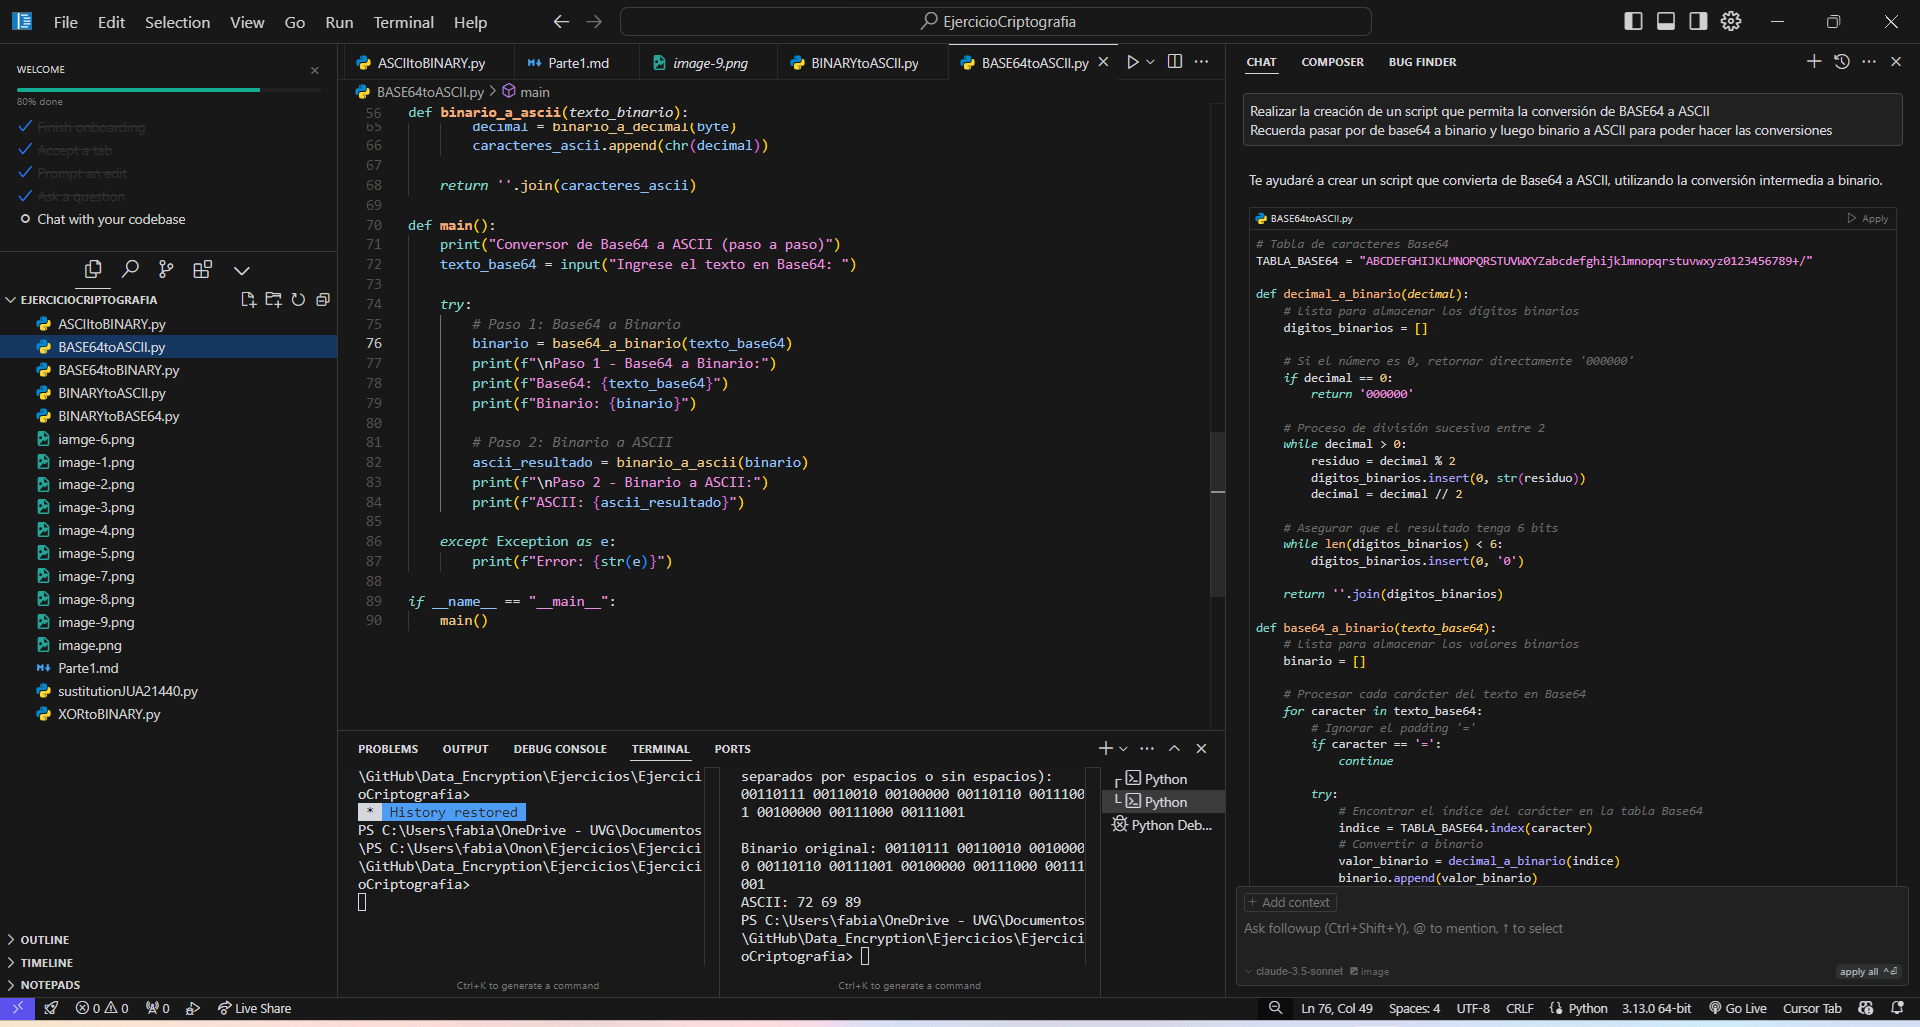 File Edit Selection View Go Run Terminal Help
EjercicioCriptografia
WELCOME
80% done
Finish onboarding
Accept a tab
Prompt an edit
Ask a question
Chat with your codebase
EJERCICIOCRIPTOGRAFIA
ASCIItoBINARY.py
BASE64toASCII.py
BASE64toBINARY.py
BINARYtoASCII.py
BINARYtoBASE64.py
iamge-6.png
image-1.png
image-2.png
image-3.png
image-4.png
image-5.png
image-7.png
image-8.png
image-9.png
image.png
Parte1.md
sustitutionJUA21440.py
XORtoBINARY.py
OUTLINE
TIMELINE
NOTEPADS
ASCIItoBINARY.py Parte1.md image-9.png BINARYtoASCII.py BASE64toASCII.py
BASE64toASCII.py > main
56 def binario_a_ascii(texto_binario):
65 decimal = binario_a_decimal(byte)
66 caracteres_ascii.append(chr(decimal))
67
68 return ''.join(caracteres_ascii)
69
70 def main():
71 print("Conversor de Base64 a ASCII (paso a paso)")
72 texto_base64 = input("Ingrese el texto en Base64: ")
73
74 try:
75 # Paso 1: Base64 a Binario
76 binario = base64_a_binario(texto_base64)
77 print(f"\nPaso 1 - Base64 a Binario:")
78 print(f"Base64: {texto_base64}")
79 print(f"Binario: {binario}")
80
81 # Paso 2: Binario a ASCII
82 ascii_resultado = binario_a_ascii(binario)
83 print(f"\nPaso 2 - Binario a ASCII:")
84 print(f"ASCII: {ascii_resultado}")
85
86 except Exception as e:
87 print(f"Error: {str(e)}")
88
89 if __name__ == "__main__":
90 main()
PROBLEMS OUTPUT DEBUG CONSOLE TERMINAL PORTS
\GitHub\Data_Encryption\Ejercicios\Ejercici
oCriptografia>
* History restored
PS C:\Users\fabia\OneDrive - UVG\Documentos
\PS C:\Users\fabia\Onon\Ejercicios\Ejercici
\GitHub\Data_Encryption\Ejercicios\Ejercici
oCriptografia>
Ctrl+K to generate a command
separados por espacios o sin espacios):
00110111 00110010 00100000 00110110 0011100
1 00100000 00111000 00111001
Binario original: 00110111 00110010 0010000
0 00110110 00111001 00100000 00111000 00111
001
ASCII: 72 69 89
PS C:\Users\fabia\OneDrive - UVG\Documentos
\GitHub\Data_Encryption\Ejercicios\Ejercici
oCriptografia>
Ctrl+K to generate a command
Python
Python
Python Deb...
CHAT COMPOSER BUG FINDER
Realizar la creación de un script que permita la conversión de BASE64 a ASCII
Recuerda pasar por de base64 a binario y luego binario a ASCII para poder hacer las conversiones
Te ayudaré a crear un script que convierta de Base64 a ASCII, utilizando la conversión intermedia a binario.
BASE64toASCII.py Apply
# Tabla de caracteres Base64
TABLA_BASE64 = "ABCDEFGHIJKLMNOPQRSTUVWXYZabcdefghijklmnopqrstuvwxyz0123456789+/"
def decimal_a_binario(decimal):
# Lista para almacenar los dígitos binarios
digitos_binarios = []
# Si el número es 0, retornar directamente '000000'
if decimal == 0:
return '000000'
# Proceso de división sucesiva entre 2
while decimal > 0:
residuo = decimal % 2
digitos_binarios.insert(0, str(residuo))
decimal = decimal // 2
# Asegurar que el resultado tenga 6 bits
while len(digitos_binarios) < 6:
digitos_binarios.insert(0, '0')
return ''.join(digitos_binarios)
def base64_a_binario(texto_base64):
# Lista para almacenar los valores binarios
binario = []
# Procesar cada carácter del texto en Base64
for caracter in texto_base64:
# Ignorar el padding '='
if caracter == '=':
continue
try:
# Encontrar el índice del carácter en la tabla Base64
indice = TABLA_BASE64.index(caracter)
# Convertir a binario
valor_binario = decimal_a_binario(indice)
binario.append(valor_binario)
+ Add context
Ask followup (Ctrl+Shift+Y), @ to mention, ↑ to select
claude-3.5-sonnet image apply all
0 0 0 Live Share
Ln 76, Col 49 Spaces: 4 UTF-8 CRLF Python 3.13.0 64-bit Go Live Cursor Tab